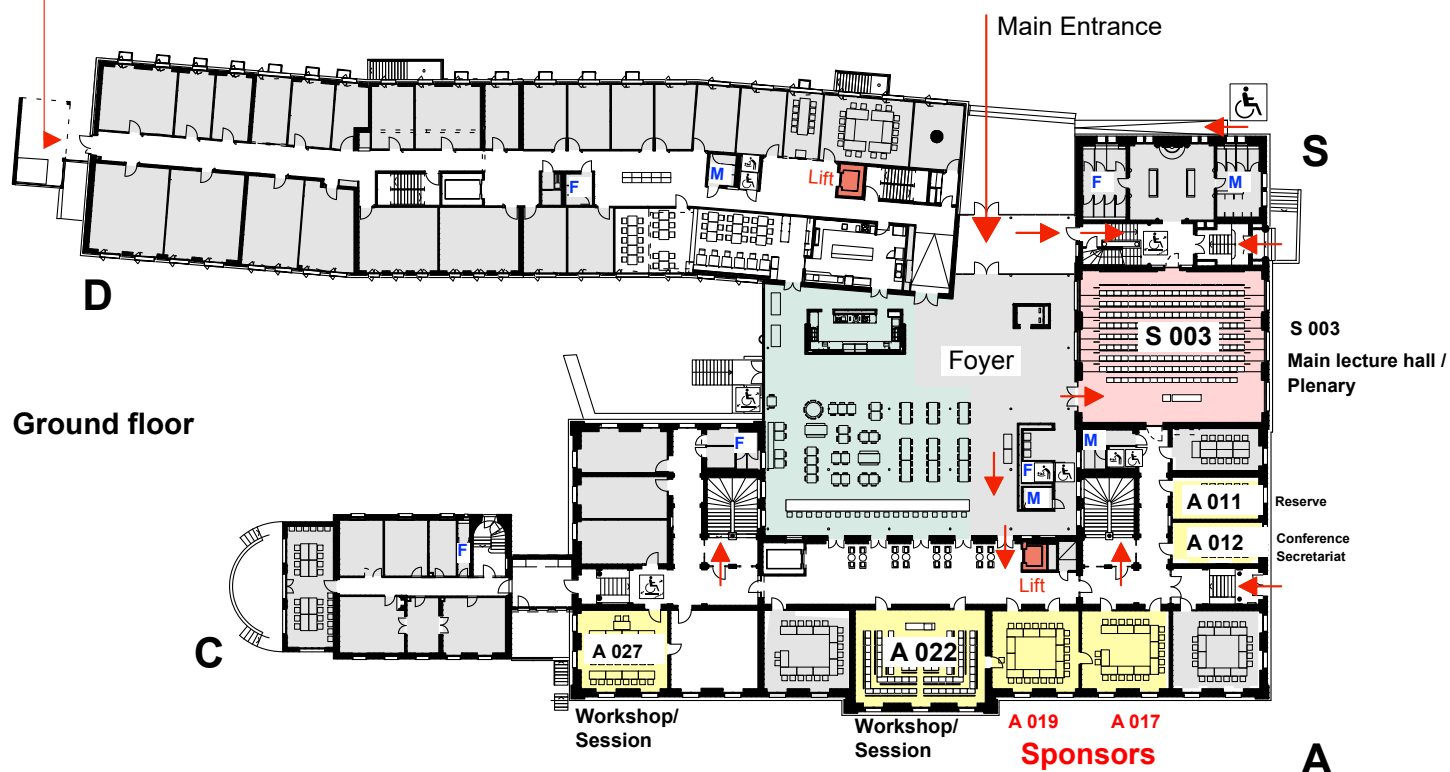 Main Entrance
S
F
M
M
F
Lift
D
S 003
S 003
Main lecture hall /
Plenary
Foyer
Ground floor
F
M
F
M
A 011
Reserve
A 012
Conference
Secretariat
F
Lift
C
A 027
A 022
Workshop/
Session
Workshop/
Session
A 019
A 017
Sponsors
A